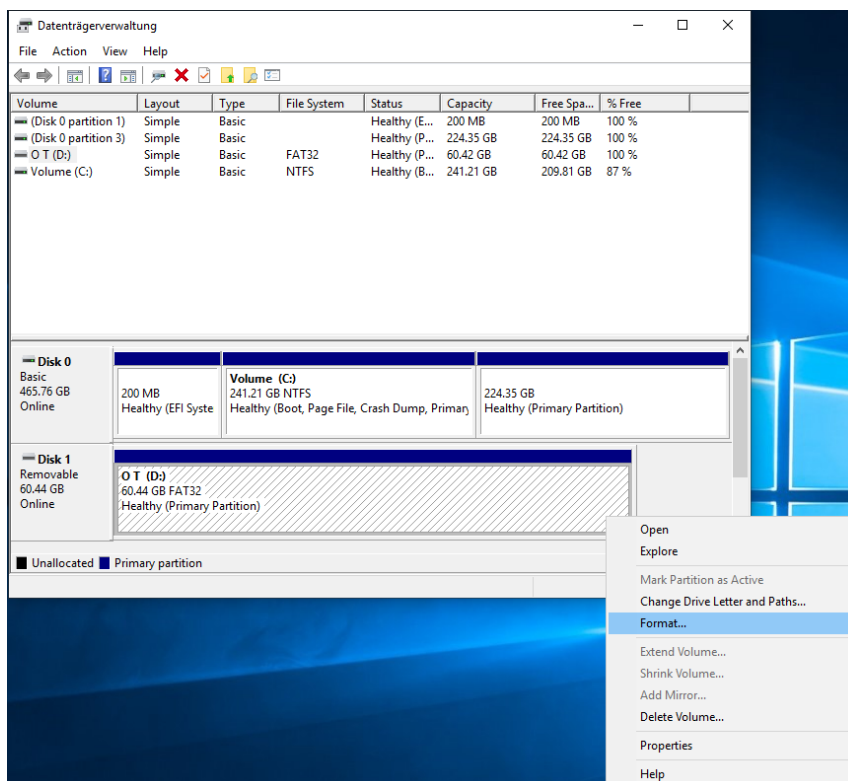 Datenträgerverwaltung
File Action View Help
Volume Layout Type File System Status Capacity Free Spa... % Free
(Disk 0 partition 1) Simple Basic Healthy (E... 200 MB 200 MB 100 %
(Disk 0 partition 3) Simple Basic Healthy (P... 224.35 GB 224.35 GB 100 %
O T (D:) Simple Basic FAT32 Healthy (P... 60.42 GB 60.42 GB 100 %
Volume (C:) Simple Basic NTFS Healthy (B... 241.21 GB 209.81 GB 87 %
Disk 0
Basic
465.76 GB
Online
200 MB
Healthy (EFI Syste
Volume (C:)
241.21 GB NTFS
Healthy (Boot, Page File, Crash Dump, Primary
224.35 GB
Healthy (Primary Partition)
Disk 1
Removable
60.44 GB
Online
O T (D:)
60.44 GB FAT32
Healthy (Primary Partition)
Unallocated Primary partition
Open
Explore
Mark Partition as Active
Change Drive Letter and Paths...
Format...
Extend Volume...
Shrink Volume...
Add Mirror...
Delete Volume...
Properties
Help